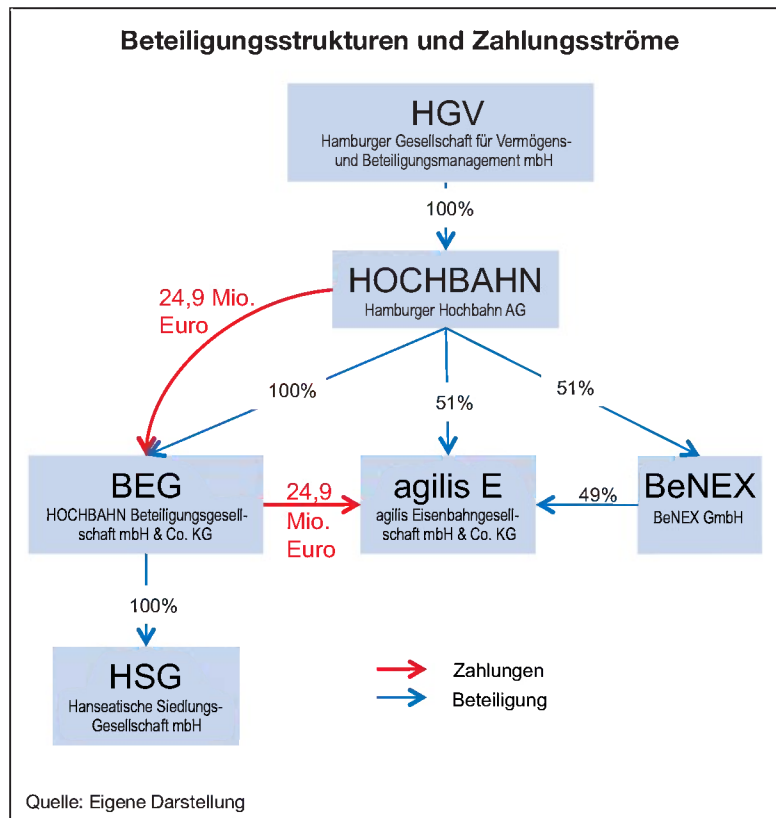 Beteiligungsstrukturen und Zahlungsströme
HGV
Hamburger Gesellschaft für Vermögens-
und Beteiligungsmanagement mbH
100%
HOCHBAHN
Hamburger Hochbahn AG
24,9 Mio.
Euro
100%
51%
51%
BEG
HOCHBAHN Beteiligungsgesell-
schaft mbH & Co. KG
24,9
Mio.
Euro
agilis E
agilis Eisenbahngesell-
schaft mbH & Co. KG
49%
BeNEX
BeNEX GmbH
100%
HSG
Hanseatische Siedlungs-
Gesellschaft mbH
Zahlungen
Beteiligung
Quelle: Eigene Darstellung